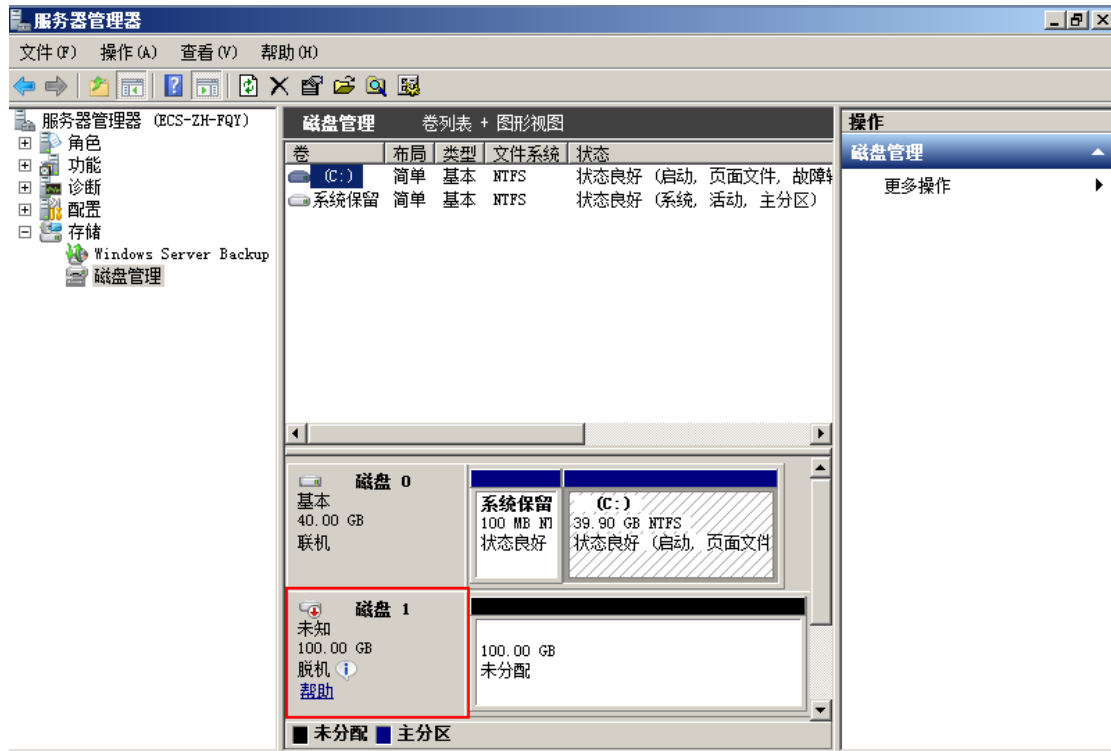 服务器管理器
文件(F) 操作(A) 查看(V) 帮助(H)
服务器管理器 (ECS-ZH-FQY)
角色
功能
诊断
配置
存储
Windows Server Backup
磁盘管理
磁盘管理 卷列表 + 图形视图
卷 布局 类型 文件系统 状态
(C:) 简单 基本 NTFS 状态良好 (启动, 页面文件, 故障
系统保留 简单 基本 NTFS 状态良好 (系统, 活动, 主分区)
磁盘 0
基本
40.00 GB
联机
系统保留
100 MB NT
状态良好
(C:)
39.90 GB NTFS
状态良好 (启动, 页面文件
磁盘 1
未知
100.00 GB
脱机
帮助
100.00 GB
未分配
未分配 主分区
操作
磁盘管理
更多操作